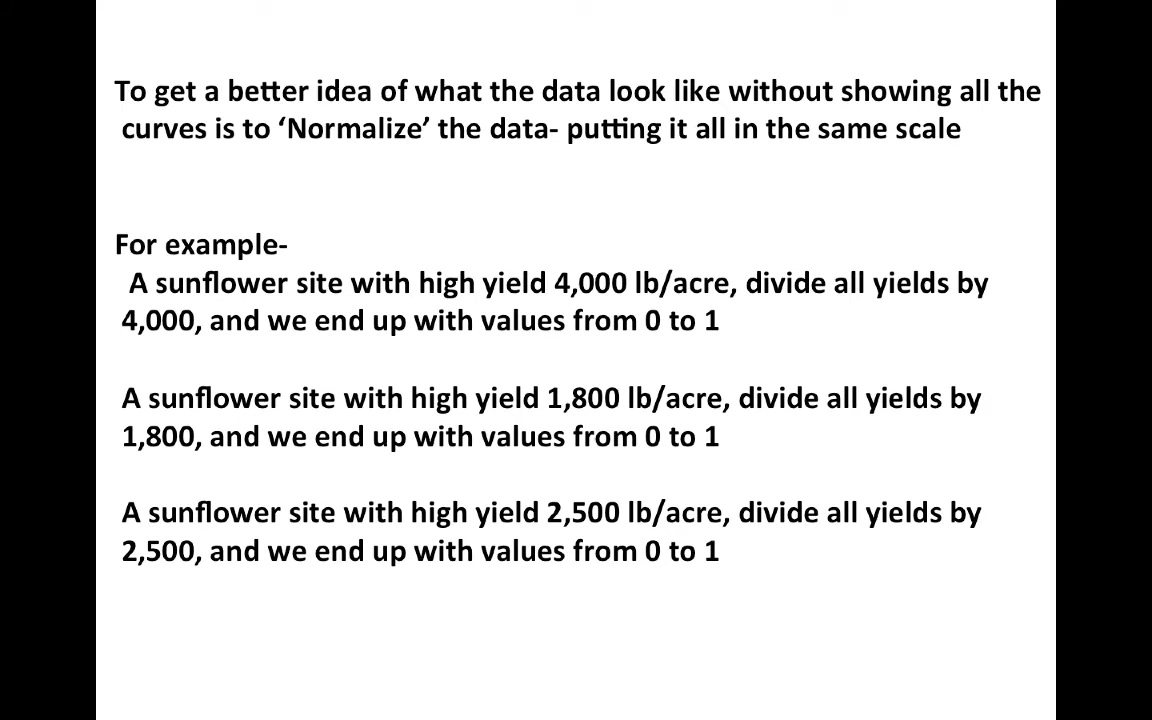 To get a better idea of what the data look like without showing all the
curves is to ‘Normalize’ the data- putting it all in the same scale
For example-
A sunflower site with high yield 4,000 lb/acre, divide all yields by
4,000, and we end up with values from 0 to 1
A sunflower site with high yield 1,800 lb/acre, divide all yields by
1,800, and we end up with values from 0 to 1
A sunflower site with high yield 2,500 lb/acre, divide all yields by
2,500, and we end up with values from 0 to 1